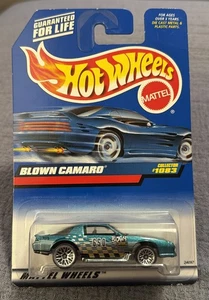 GUARANTEED
FOR LIFE
FOR AGES
OVER 3 YEARS
DIE CAST METAL &
PLASTIC PARTS.
Hot Wheels
MATTEL
BLOWN CAMARO
COLLECTOR
#1083
WHEELS